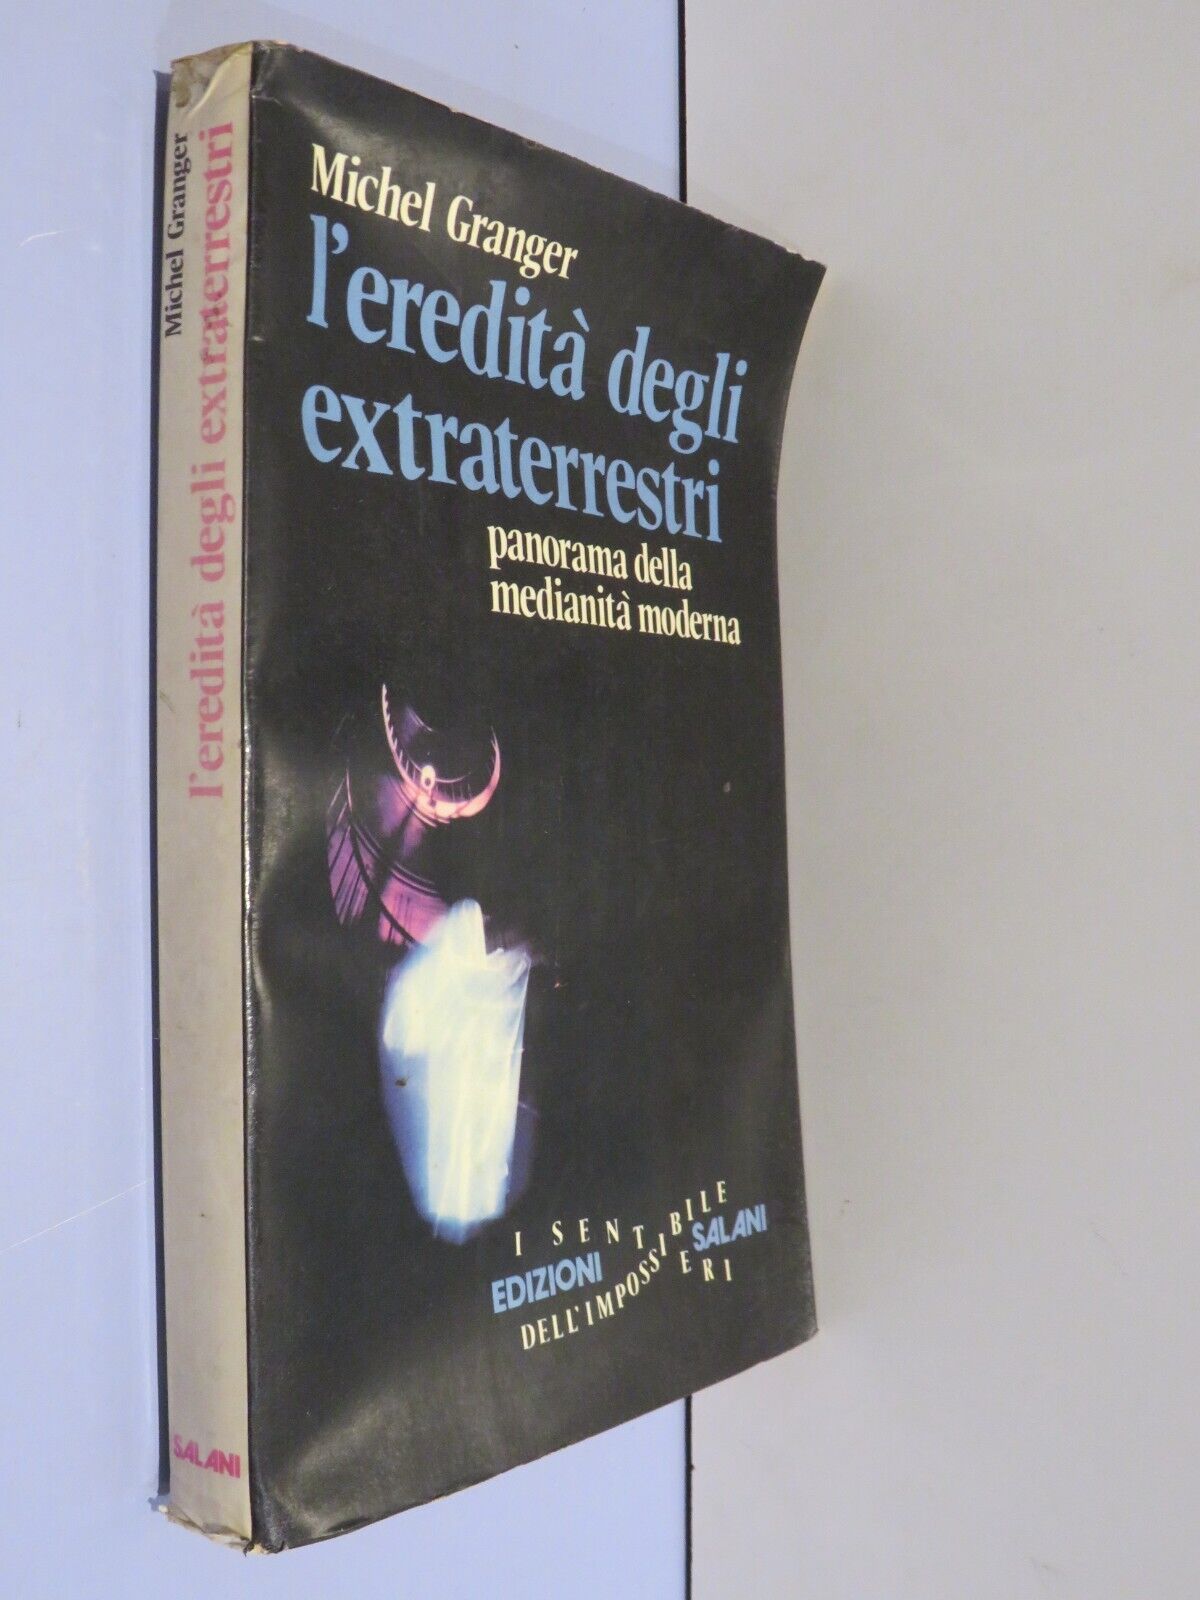 Michel Granger
l'eredità degli extraterrestri
SALANI
Michel Granger
l'eredità degli
extraterrestri
panorama della
medianità moderna
I SENTIERI
EDIZIONI SALANI
DELL'IMPOSSIBILE